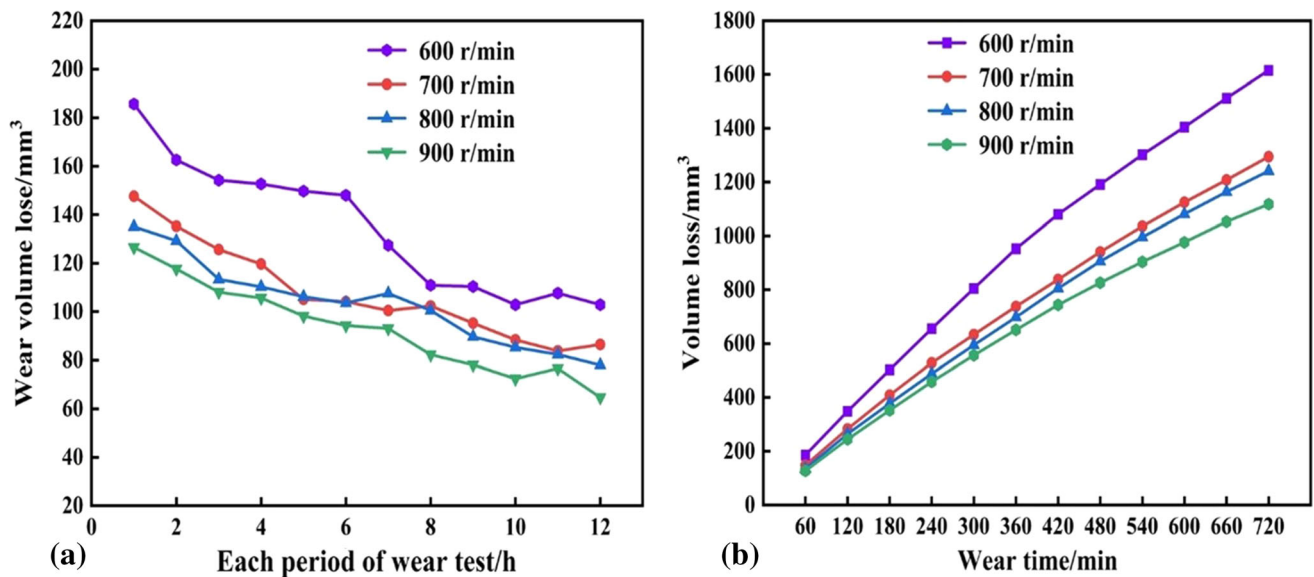 220
200
180
160
140
120
100
80
60
40
20
0 2 4 6 8 10 12
Wear volume lose/mm³
600 r/min
700 r/min
800 r/min
900 r/min
(a) Each period of wear test/h
1800
1600
1400
1200
1000
800
600
400
200
0
60 120 180 240 300 360 420 480 540 600 660 720
Volume loss/mm³
600 r/min
700 r/min
800 r/min
900 r/min
(b) Wear time/min